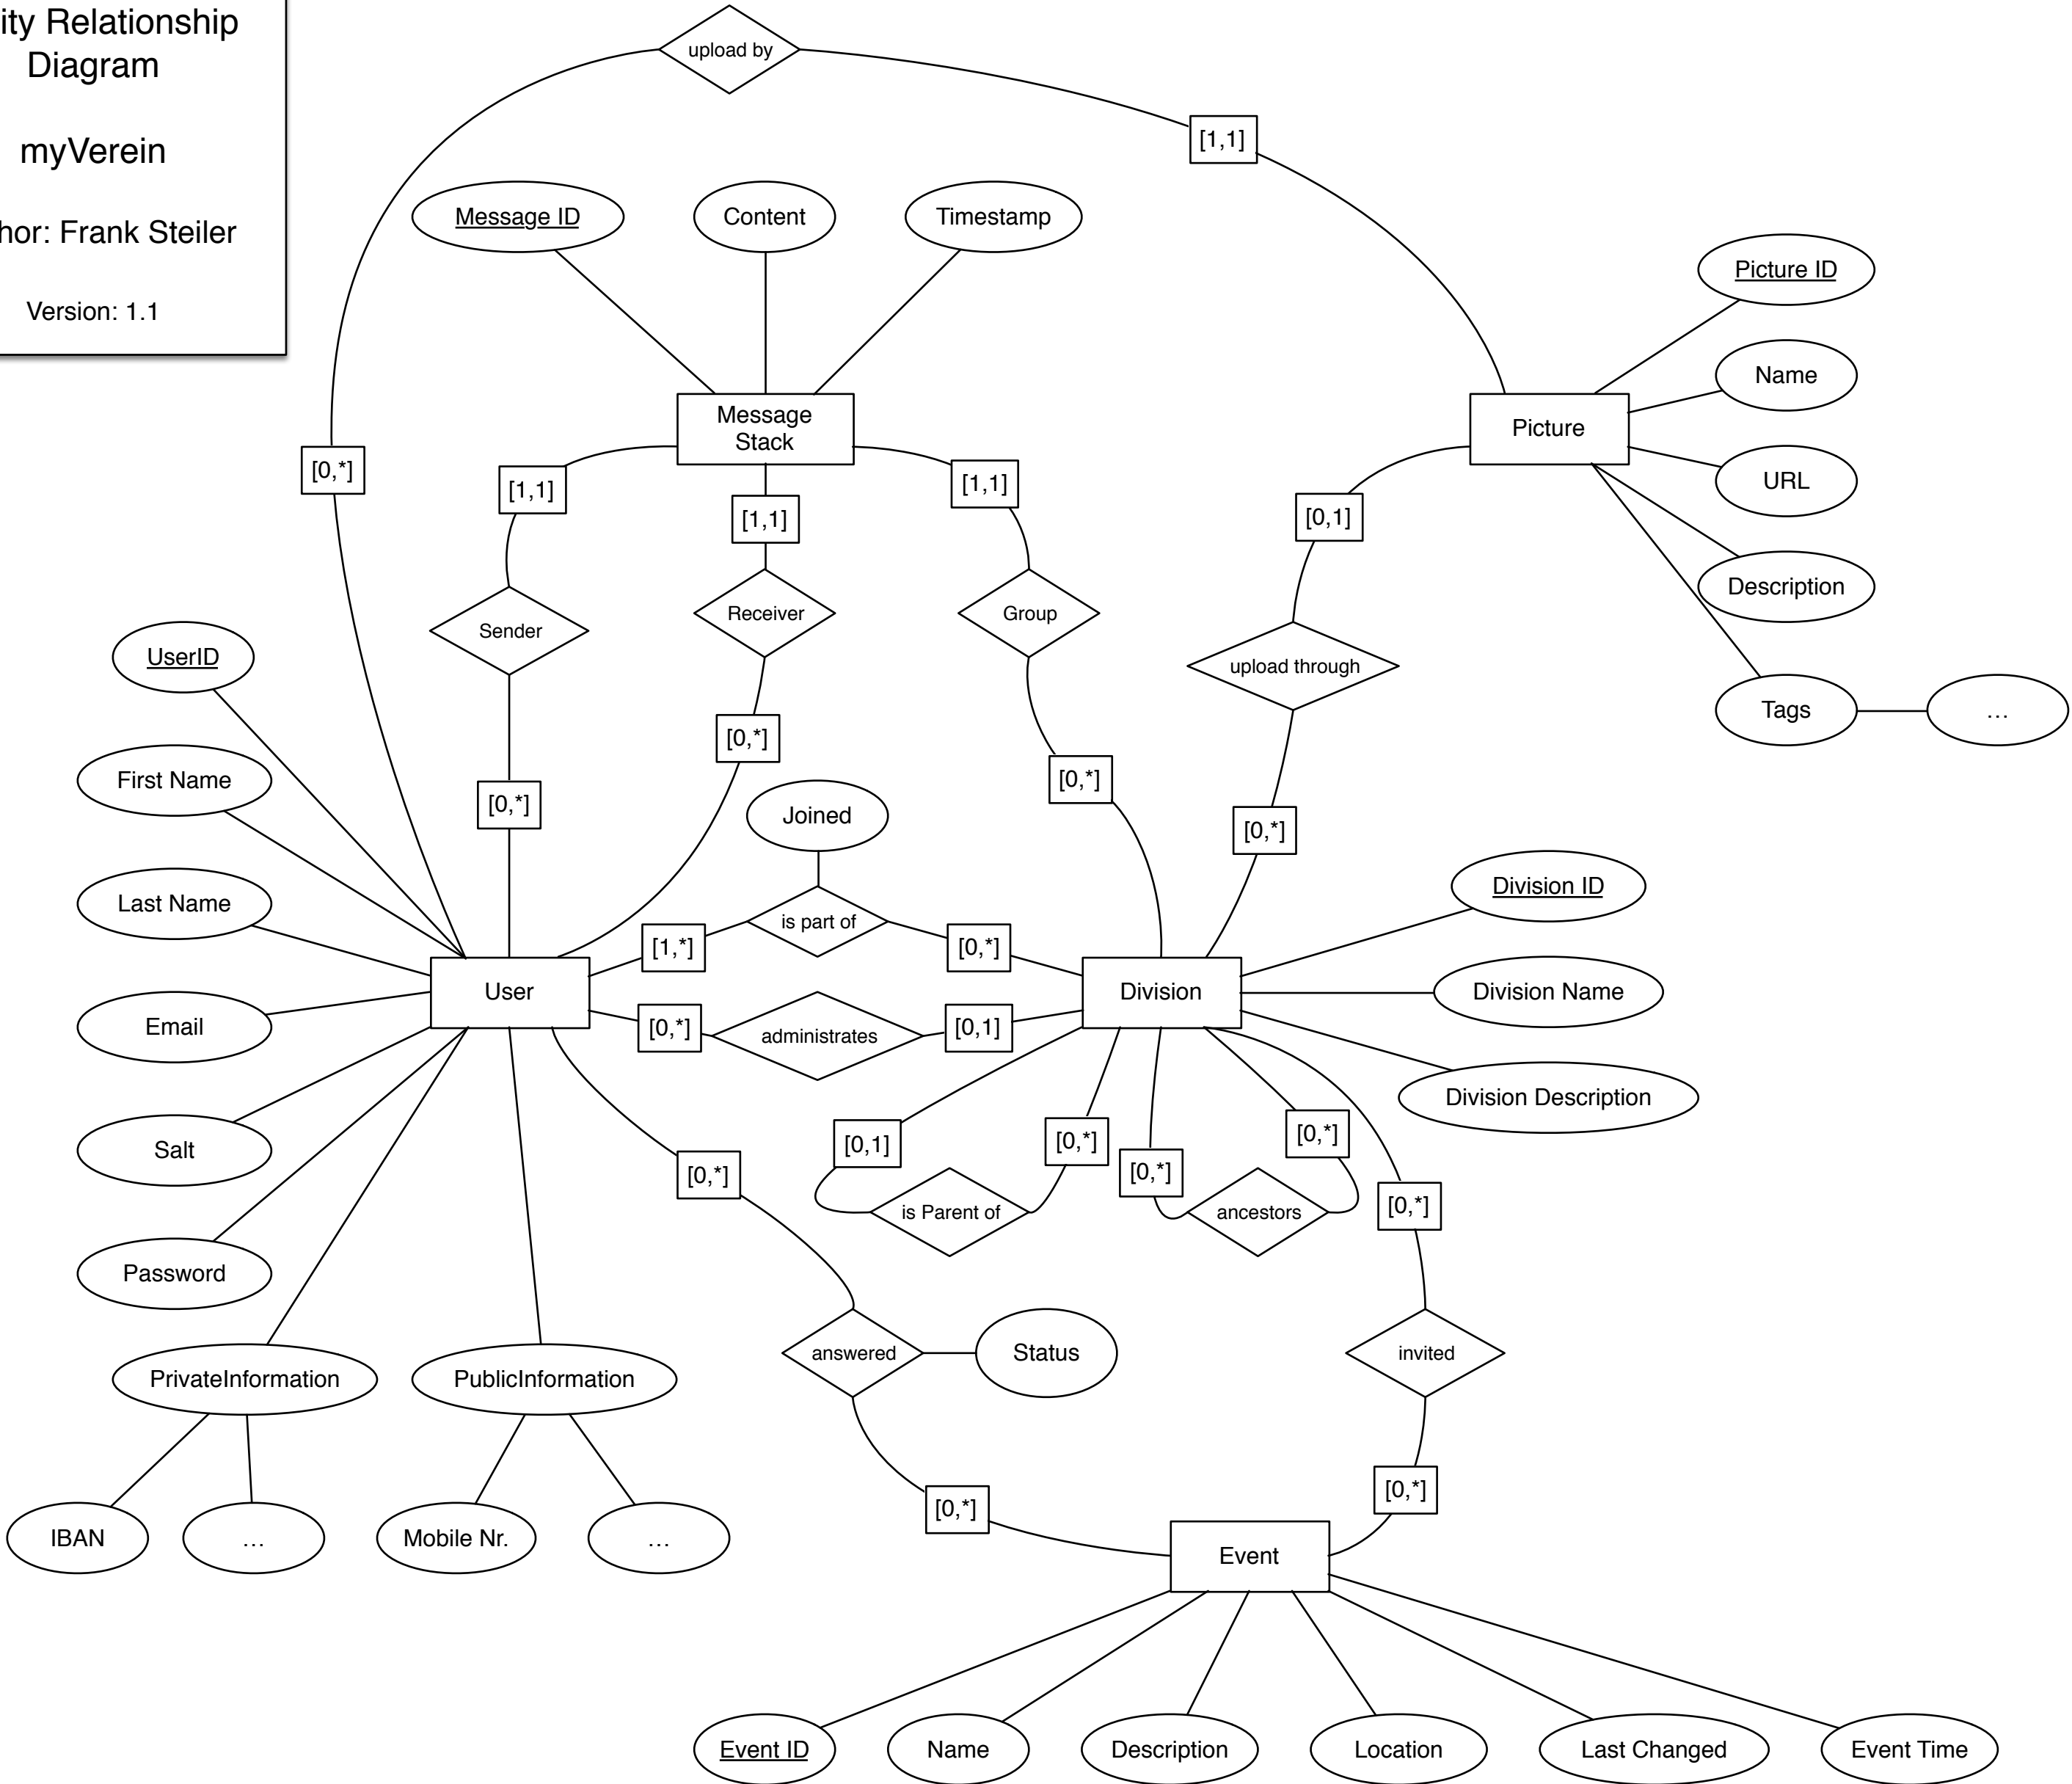 ity Relationship
Diagram
myVerein
hor: Frank Steiler
Version: 1.1
upload by
[1,1]
Message ID
Content
Timestamp
Picture ID
Name
Message
Stack
Picture
URL
[0,*]
[1,1]
[1,1]
[1,1]
[0,1]
Description
Sender
Receiver
Group
upload through
UserID
Tags
...
First Name
[0,*]
[0,*]
[0,*]
[0,*]
Joined
Last Name
is part of
[1,*]
[0,*]
Division ID
User
Division
Division Name
Email
[0,*]
administrates
[0,1]
Division Description
Salt
[0,*]
[0,1]
[0,*]
[0,*]
[0,*]
[0,*]
is Parent of
ancestors
Password
PrivateInformation
PublicInformation
answered
Status
invited
IBAN
...
Mobile Nr.
...
[0,*]
[0,*]
Event
Event ID
Name
Description
Location
Last Changed
Event Time